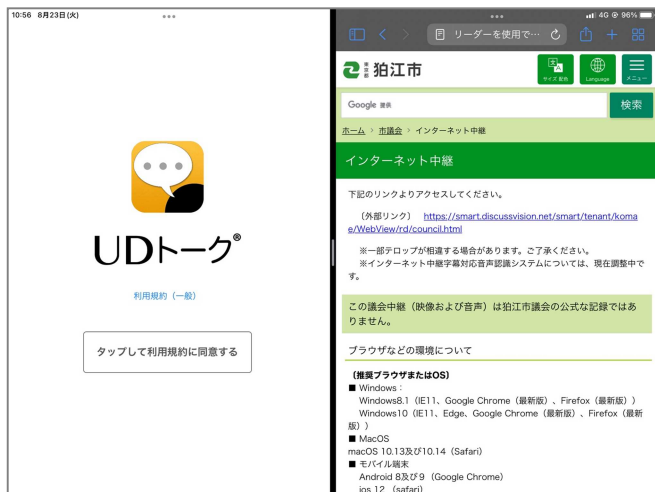 10:56 8月23日(火)
UDトーク®
利用規約（一般）
タップして利用規約に同意する
4G 96%
リーダーを使用で…
東京都 狛江市
サイズ 配色
Language
メニュー
Google 提供
検索
ホーム > 市議会 > インターネット中継
インターネット中継
下記のリンクよりアクセスしてください。
（外部リンク） https://smart.discussvision.net/smart/tenant/koma
e/WebView/rd/council.html
※一部テロップが相違する場合があります。ご了承ください。
※インターネット中継字幕対応音声認識システムについては、現在調整中で
す。
この議会中継（映像および音声）は狛江市議会の公式な記録ではあ
りません。
ブラウザなどの環境について
〔推奨ブラウザまたはOS〕
■ Windows：
Windows8.1（IE11、Google Chrome（最新版）、Firefox（最新版））
Windows10（IE11、Edge、Google Chrome（最新版）、Firefox（最新
版））
■ MacOS
macOS 10.13及び10.14（Safari）
■ モバイル端末
Android 8及び9 （Google Chrome）
ios 12 （safari）